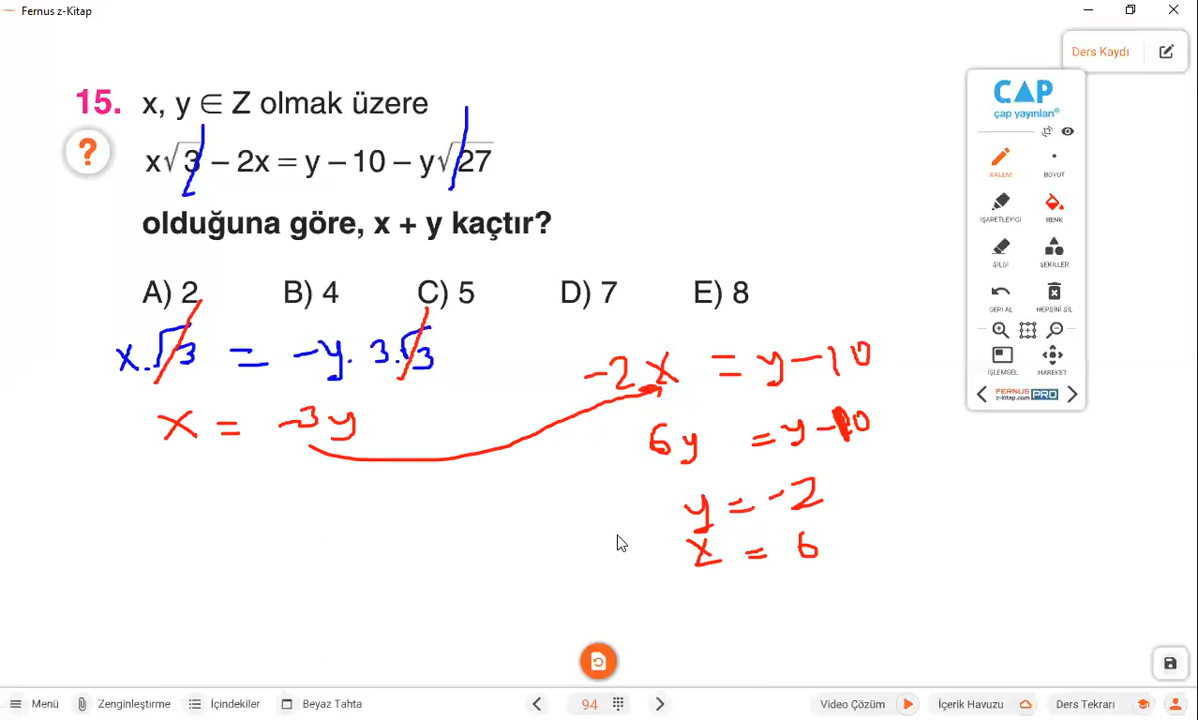 Fernus z-Kitap
Ders Kaydı
15. x, y ∈ Z olmak üzere
x√3 – 2x = y – 10 – y√27
olduğuna göre, x + y kaçtır?
A) 2 B) 4 C) 5 D) 7 E) 8
x.√3 = -y. 3.√3
x = -3y
-2x = y-10
6y = y-10
y = -2
x = 6
CAP
çap yayınları
KALEM
BOYUT
İŞARETLEYİCİ
RENK
SİLGİ
ŞEKİLLER
GERİ AL
HEPSİNİ SİL
İŞLEMSEL
HAREKET
FERNUS PRO
z-kitap.com
Menü Zenginleştirme İçindekiler Beyaz Tahta 94 Video Çözüm İçerik Havuzu Ders Tekrarı